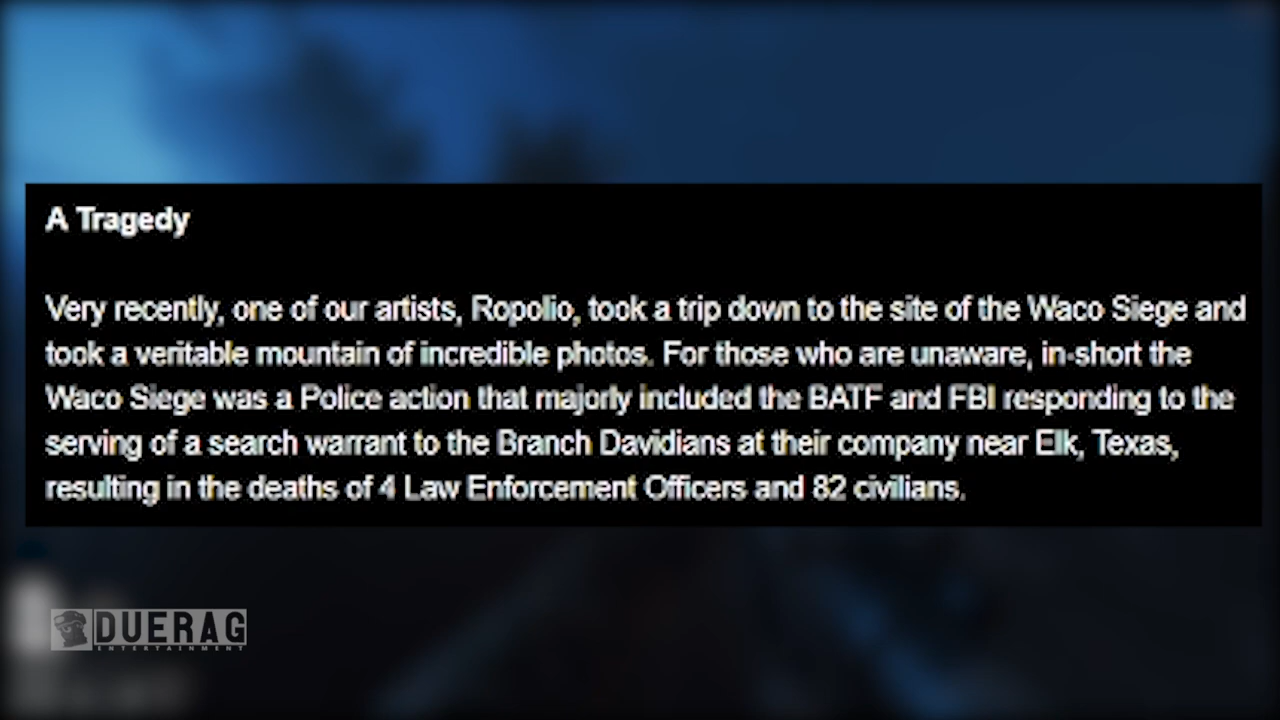 A Tragedy
Very recently, one of our artists, Ropolio, took a trip down to the site of the Waco Siege and
took a veritable mountain of incredible photos. For those who are unaware, in-short the
Waco Siege was a Police action that majorly included the BATF and FBI responding to the
serving of a search warrant to the Branch Davidians at their company near Elk, Texas,
resulting in the deaths of 4 Law Enforcement Officers and 82 civilians.
DUERAG
ENTERTAINMENT